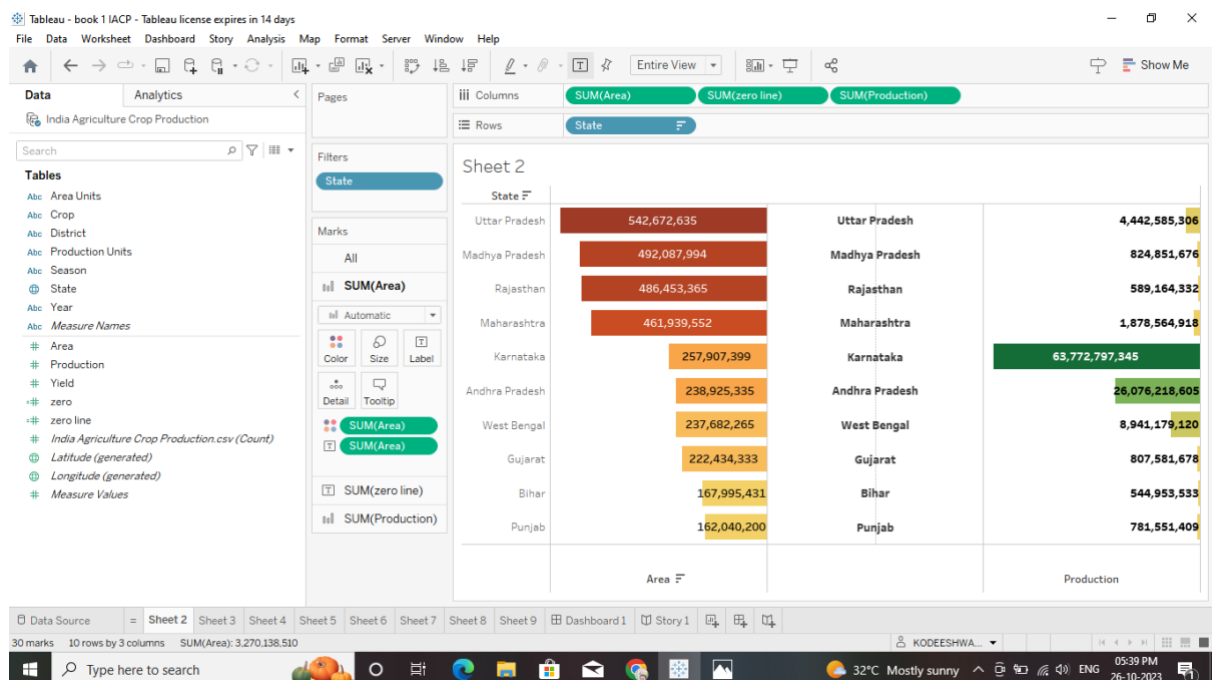 Tableau - book 1 IACP - Tableau license expires in 14 days
File Data Worksheet Dashboard Story Analysis Map Format Server Window Help
Entire View
Show Me
Data Analytics
India Agriculture Crop Production
Search
Tables
Abc Area Units
Abc Crop
Abc District
Abc Production Units
Abc Season
State
Abc Year
Abc Measure Names
# Area
# Production
# Yield
=# zero
=# zero line
# India Agriculture Crop Production.csv (Count)
Latitude (generated)
Longitude (generated)
# Measure Values
Pages
Filters
State
Marks
All
SUM(Area)
Automatic
Color Size Label
Detail Tooltip
SUM(Area)
SUM(Area)
SUM(zero line)
SUM(Production)
Columns SUM(Area) SUM(zero line) SUM(Production)
Rows State
Sheet 2
State
Uttar Pradesh 542,672,635 Uttar Pradesh 4,442,585,306
Madhya Pradesh 492,087,994 Madhya Pradesh 824,851,676
Rajasthan 486,453,365 Rajasthan 589,164,332
Maharashtra 461,939,552 Maharashtra 1,878,564,918
Karnataka 257,907,399 Karnataka 63,772,797,345
Andhra Pradesh 238,925,335 Andhra Pradesh 26,076,218,605
West Bengal 237,682,265 West Bengal 8,941,179,120
Gujarat 222,434,333 Gujarat 807,581,678
Bihar 167,995,431 Bihar 544,953,533
Punjab 162,040,200 Punjab 781,551,409
Area Production
Data Source Sheet 2 Sheet 3 Sheet 4 Sheet 5 Sheet 6 Sheet 7 Sheet 8 Sheet 9 Dashboard 1 Story 1
30 marks 10 rows by 3 columns SUM(Area): 3,270,138,510 KODEESHWA...
Type here to search 32°C Mostly sunny ENG 05:39 PM
26-10-2023